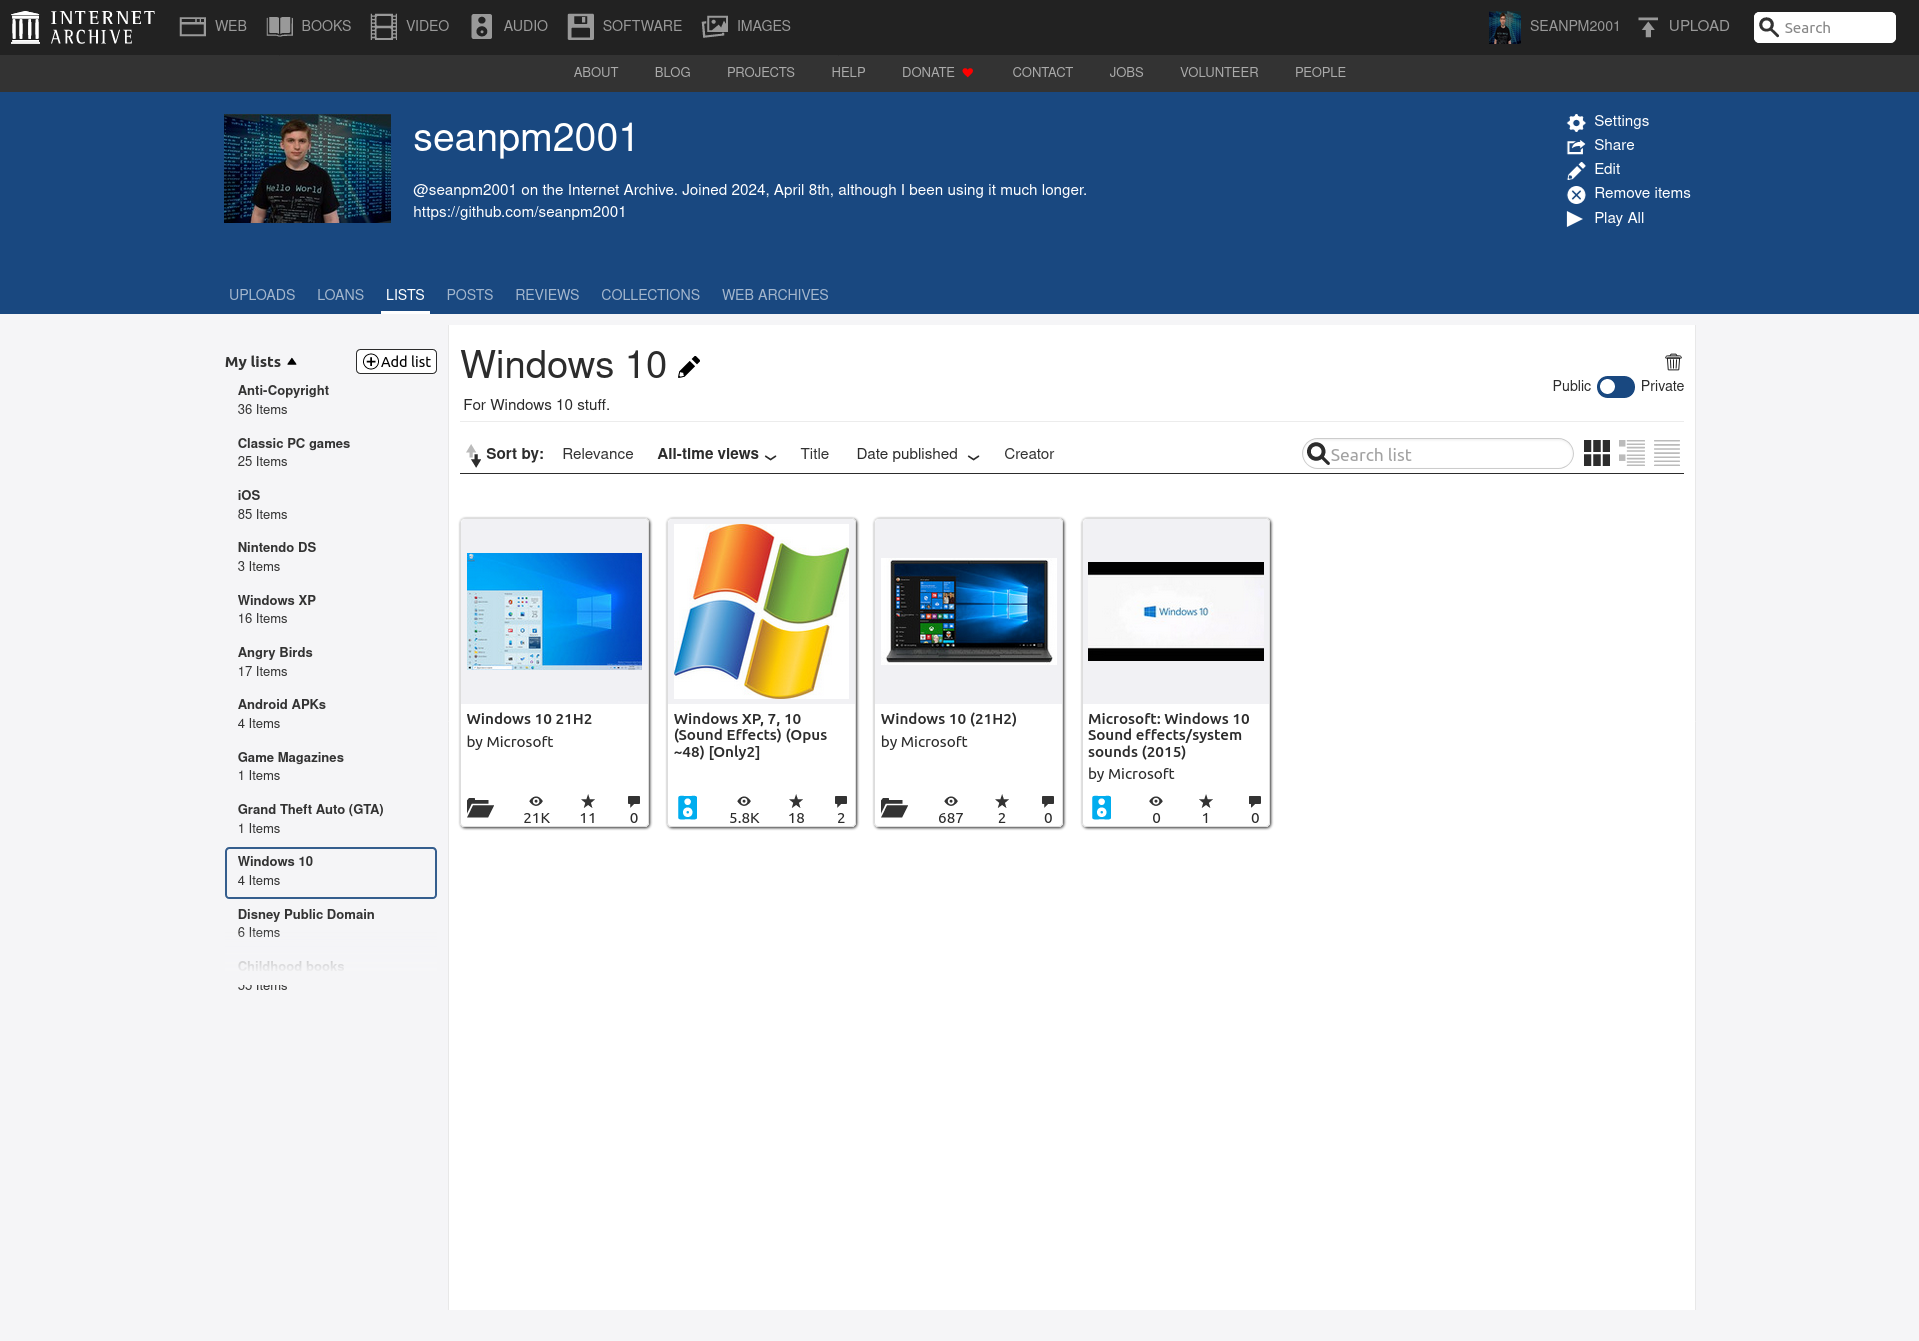 INTERNET ARCHIVE
WEB BOOKS VIDEO AUDIO SOFTWARE IMAGES
SEANPM2001 UPLOAD Search
ABOUT BLOG PROJECTS HELP DONATE CONTACT JOBS VOLUNTEER PEOPLE
Hello World
seanpm2001
@seanpm2001 on the Internet Archive. Joined 2024, April 8th, although I been using it much longer.
https://github.com/seanpm2001
Settings
Share
Edit
Remove items
Play All
UPLOADS LOANS LISTS POSTS REVIEWS COLLECTIONS WEB ARCHIVES
My lists Add list
Anti-Copyright
36 Items
Classic PC games
25 Items
iOS
85 Items
Nintendo DS
3 Items
Windows XP
16 Items
Angry Birds
17 Items
Android APKs
4 Items
Game Magazines
1 Items
Grand Theft Auto (GTA)
1 Items
Windows 10
4 Items
Disney Public Domain
6 Items
Childhood books
Items
Windows 10
For Windows 10 stuff.
Public Private
Sort by: Relevance All-time views Title Date published Creator
Search list
Windows 10 21H2
by Microsoft
21K 11 0
Windows XP, 7, 10
(Sound Effects) (Opus
~48) [Only2]
5.8K 18 2
Windows 10 (21H2)
by Microsoft
687 2 0
Windows 10
Microsoft: Windows 10
Sound effects/system
sounds (2015)
by Microsoft
0 1 0